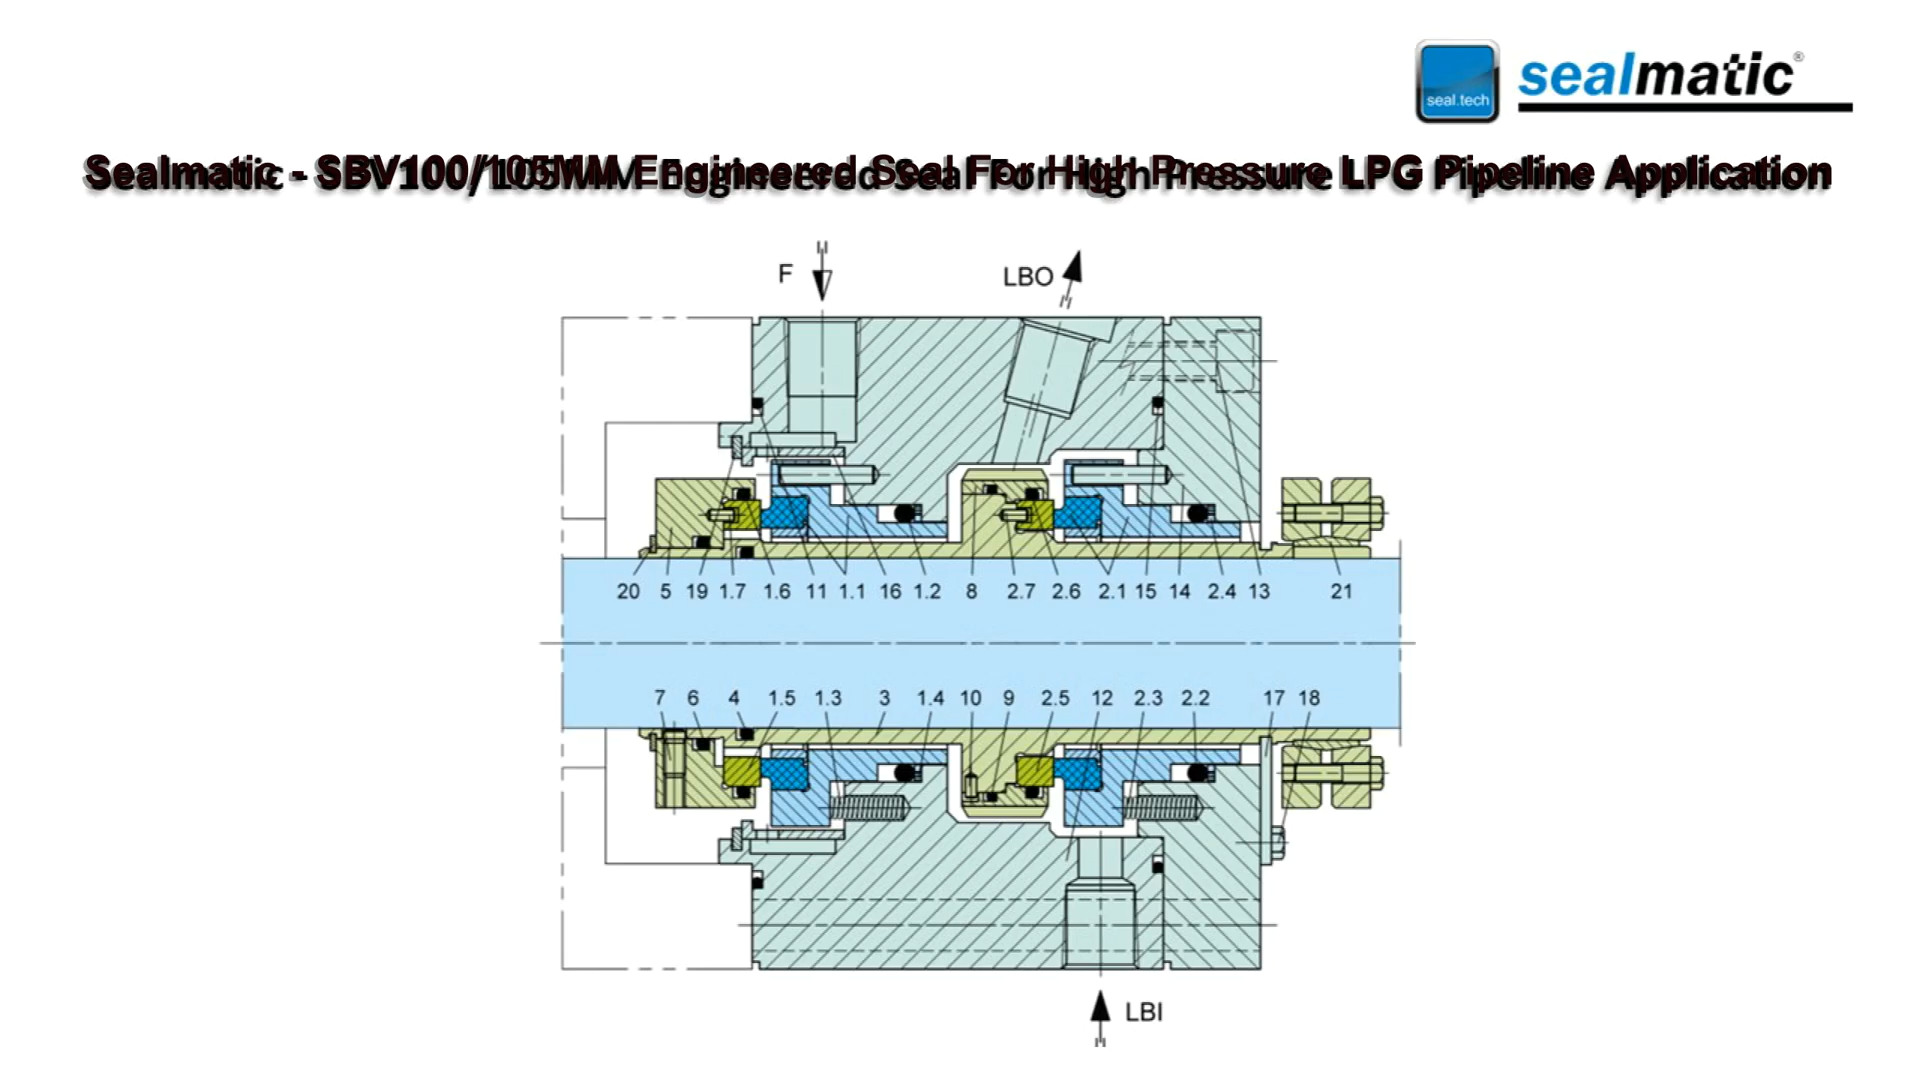 seal.tech
sealmatic®
Sealmatic - SBV100/105MM Engineered Seal For High Pressure LPG Pipeline Application
F
LBO
20 5 19 1.7 1.6 11 1.1 16 1.2 8 2.7 2.6 2.1 15 14 2.4 13 21
7 6 4 1.5 1.3 3 1.4 10 9 2.5 12 2.3 2.2 17 18
LBI